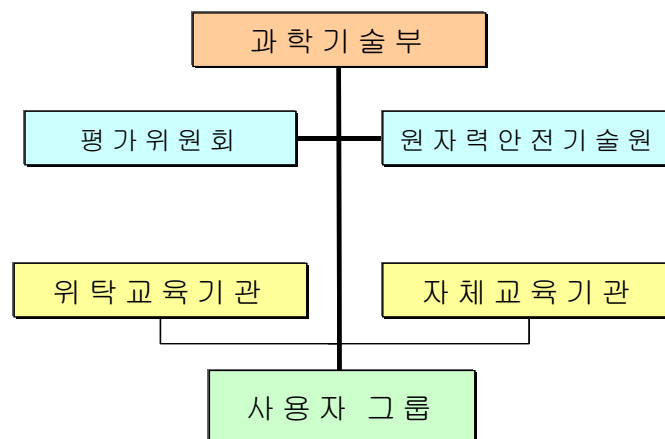 과학기술부
평가위원회
원자력안전기술원
위탁교육기관
자체교육기관
사용자 그룹